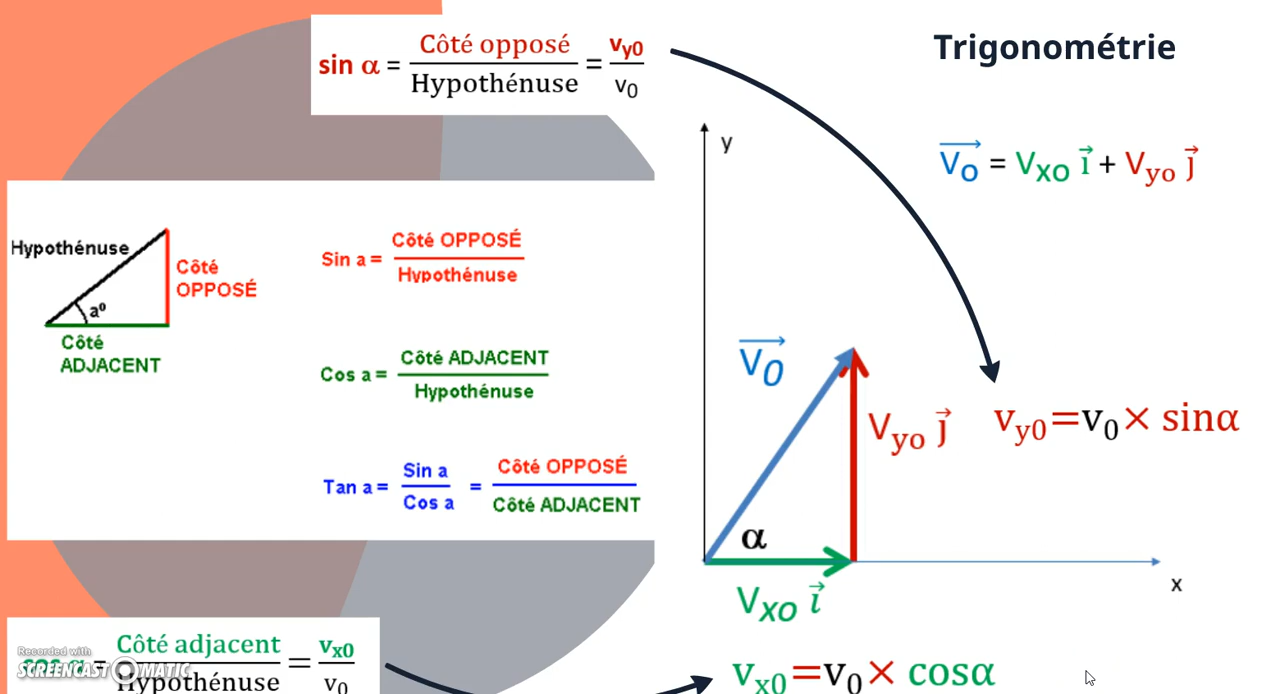 Trigonométrie
sin α = Côté opposé / Hypothénuse = vy0 / v0
V0 = Vxo i + Vyo j
y
Hypothénuse
Côté
OPPOSÉ
a⁰
Côté
ADJACENT
Sin a = Côté OPPOSÉ / Hypothénuse
Cos a = Côté ADJACENT / Hypothénuse
Tan a = Sin a / Cos a = Côté OPPOSÉ / Côté ADJACENT
V0
Vyo j
vy0=v0 × sinα
α
Vxo i
x
cos α = Côté adjacent / Hypothénuse = vx0 / v0
vx0=v0 × cosα
Recorded with
SCREENCAST-O-MATIC